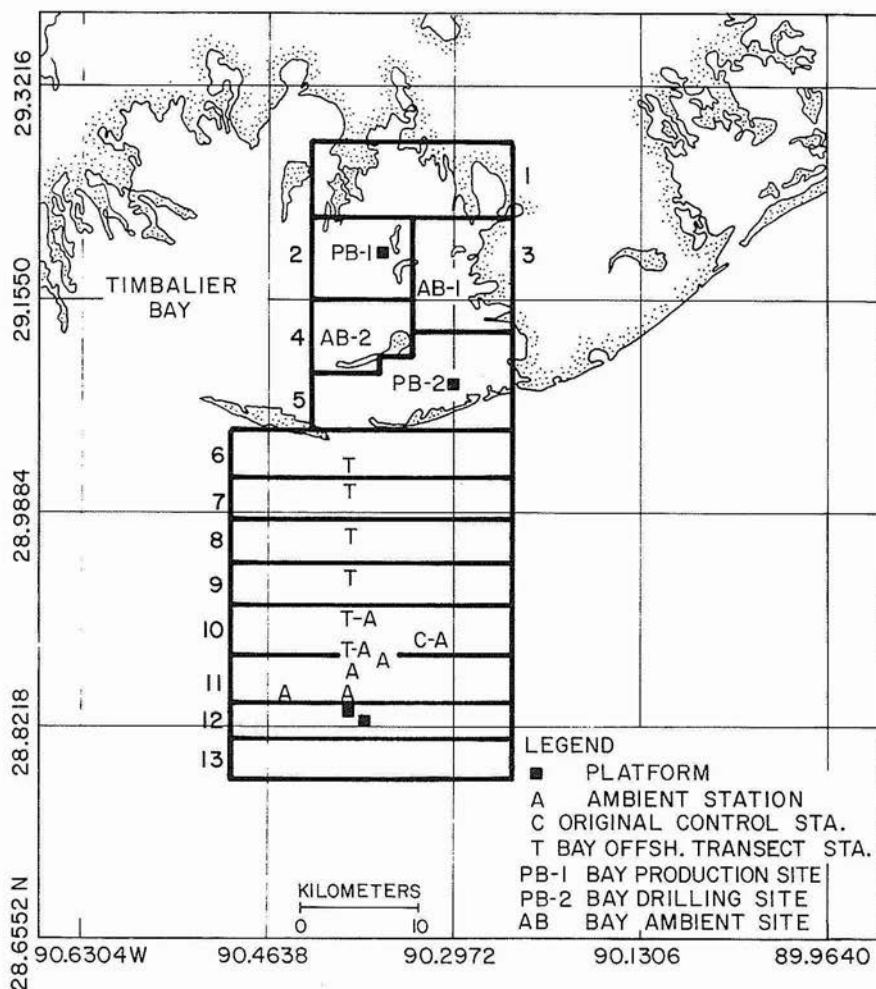 29.3216
29.1550
28.9884
28.8218
28.6552 N
90.6304 W
90.4638
90.2972
90.1306
89.9640
TIMBALIER
BAY
1
2
PB-1
3
AB-1
4
AB-2
PB-2
5
6
T
7
T
8
T
9
T
10
T-A
C-A
T-A
A
A
11
A
A
12
13
LEGEND
■ PLATFORM
A AMBIENT STATION
C ORIGINAL CONTROL STA.
T BAY OFFSH. TRANSECT STA.
PB-1 BAY PRODUCTION SITE
PB-2 BAY DRILLING SITE
AB BAY AMBIENT SITE
KILOMETERS
0 10